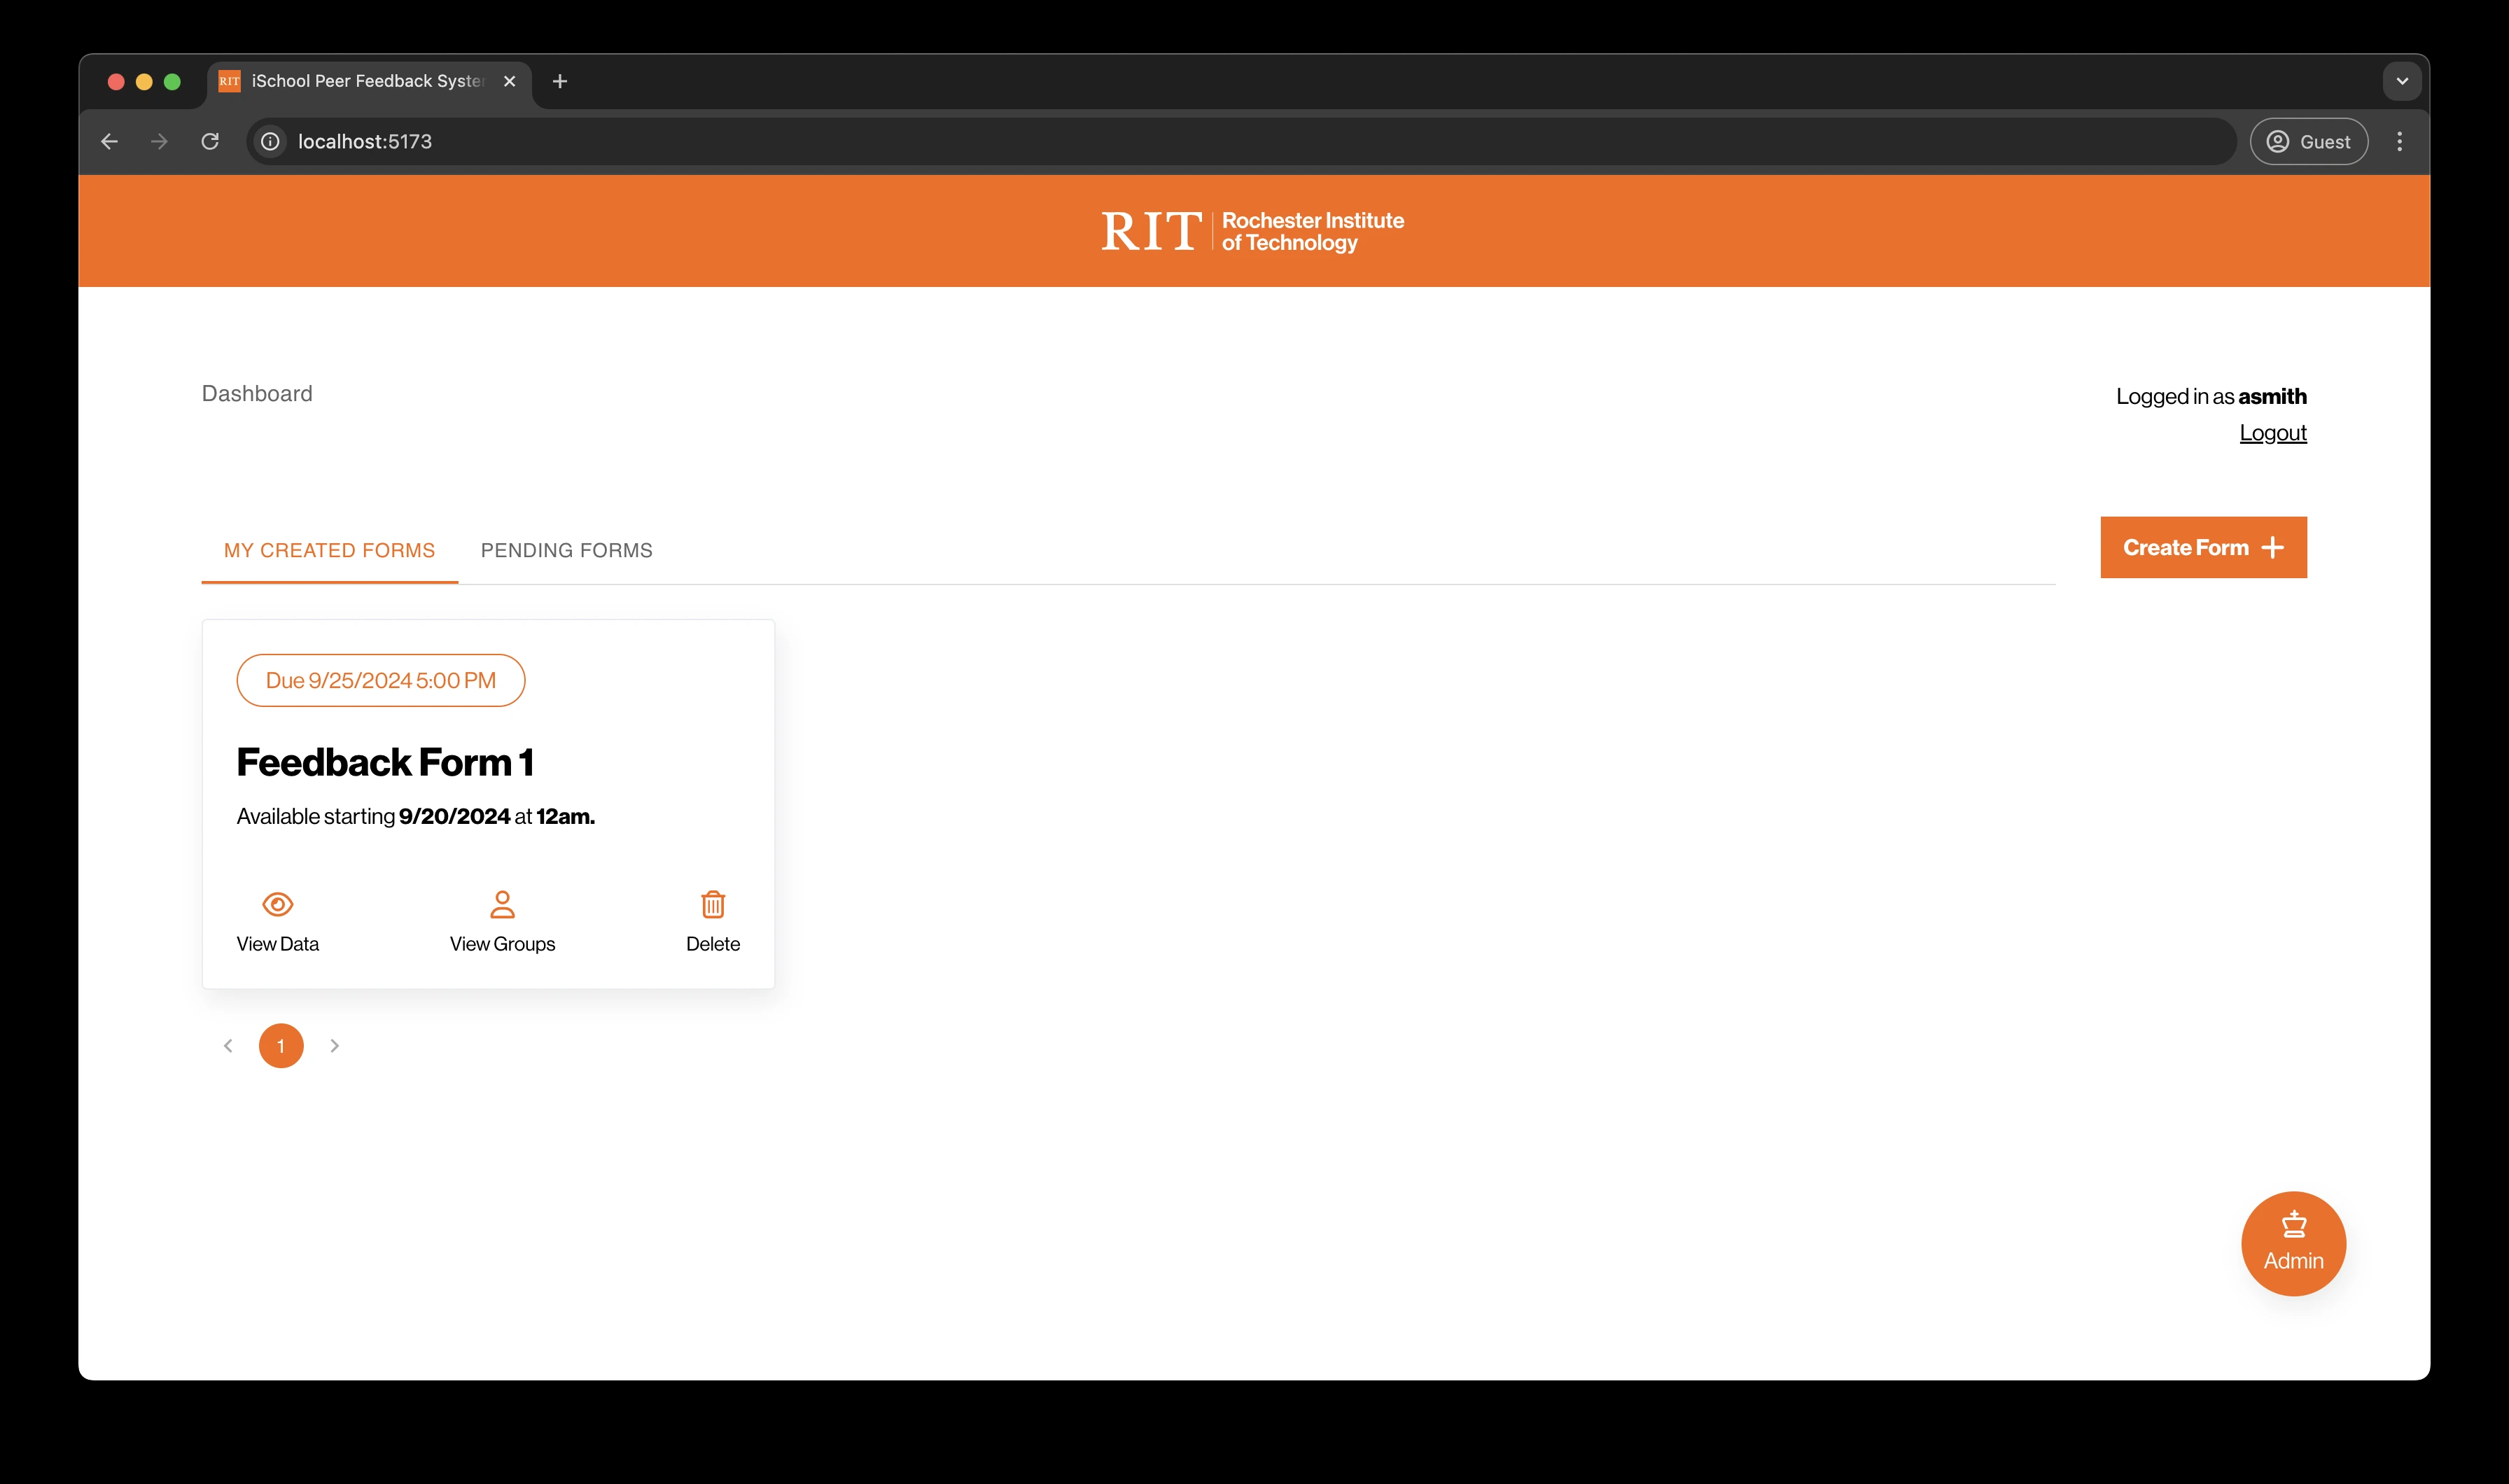 RIT iSchool Peer Feedback Syste
localhost:5173
Guest
RIT
Rochester Institute
of Technology
Dashboard
Logged in as asmith
Logout
MY CREATED FORMS
PENDING FORMS
Create Form
Due 9/25/2024 5:00 PM
Feedback Form 1
Available starting 9/20/2024 at 12am.
View Data
View Groups
Delete
1
Admin